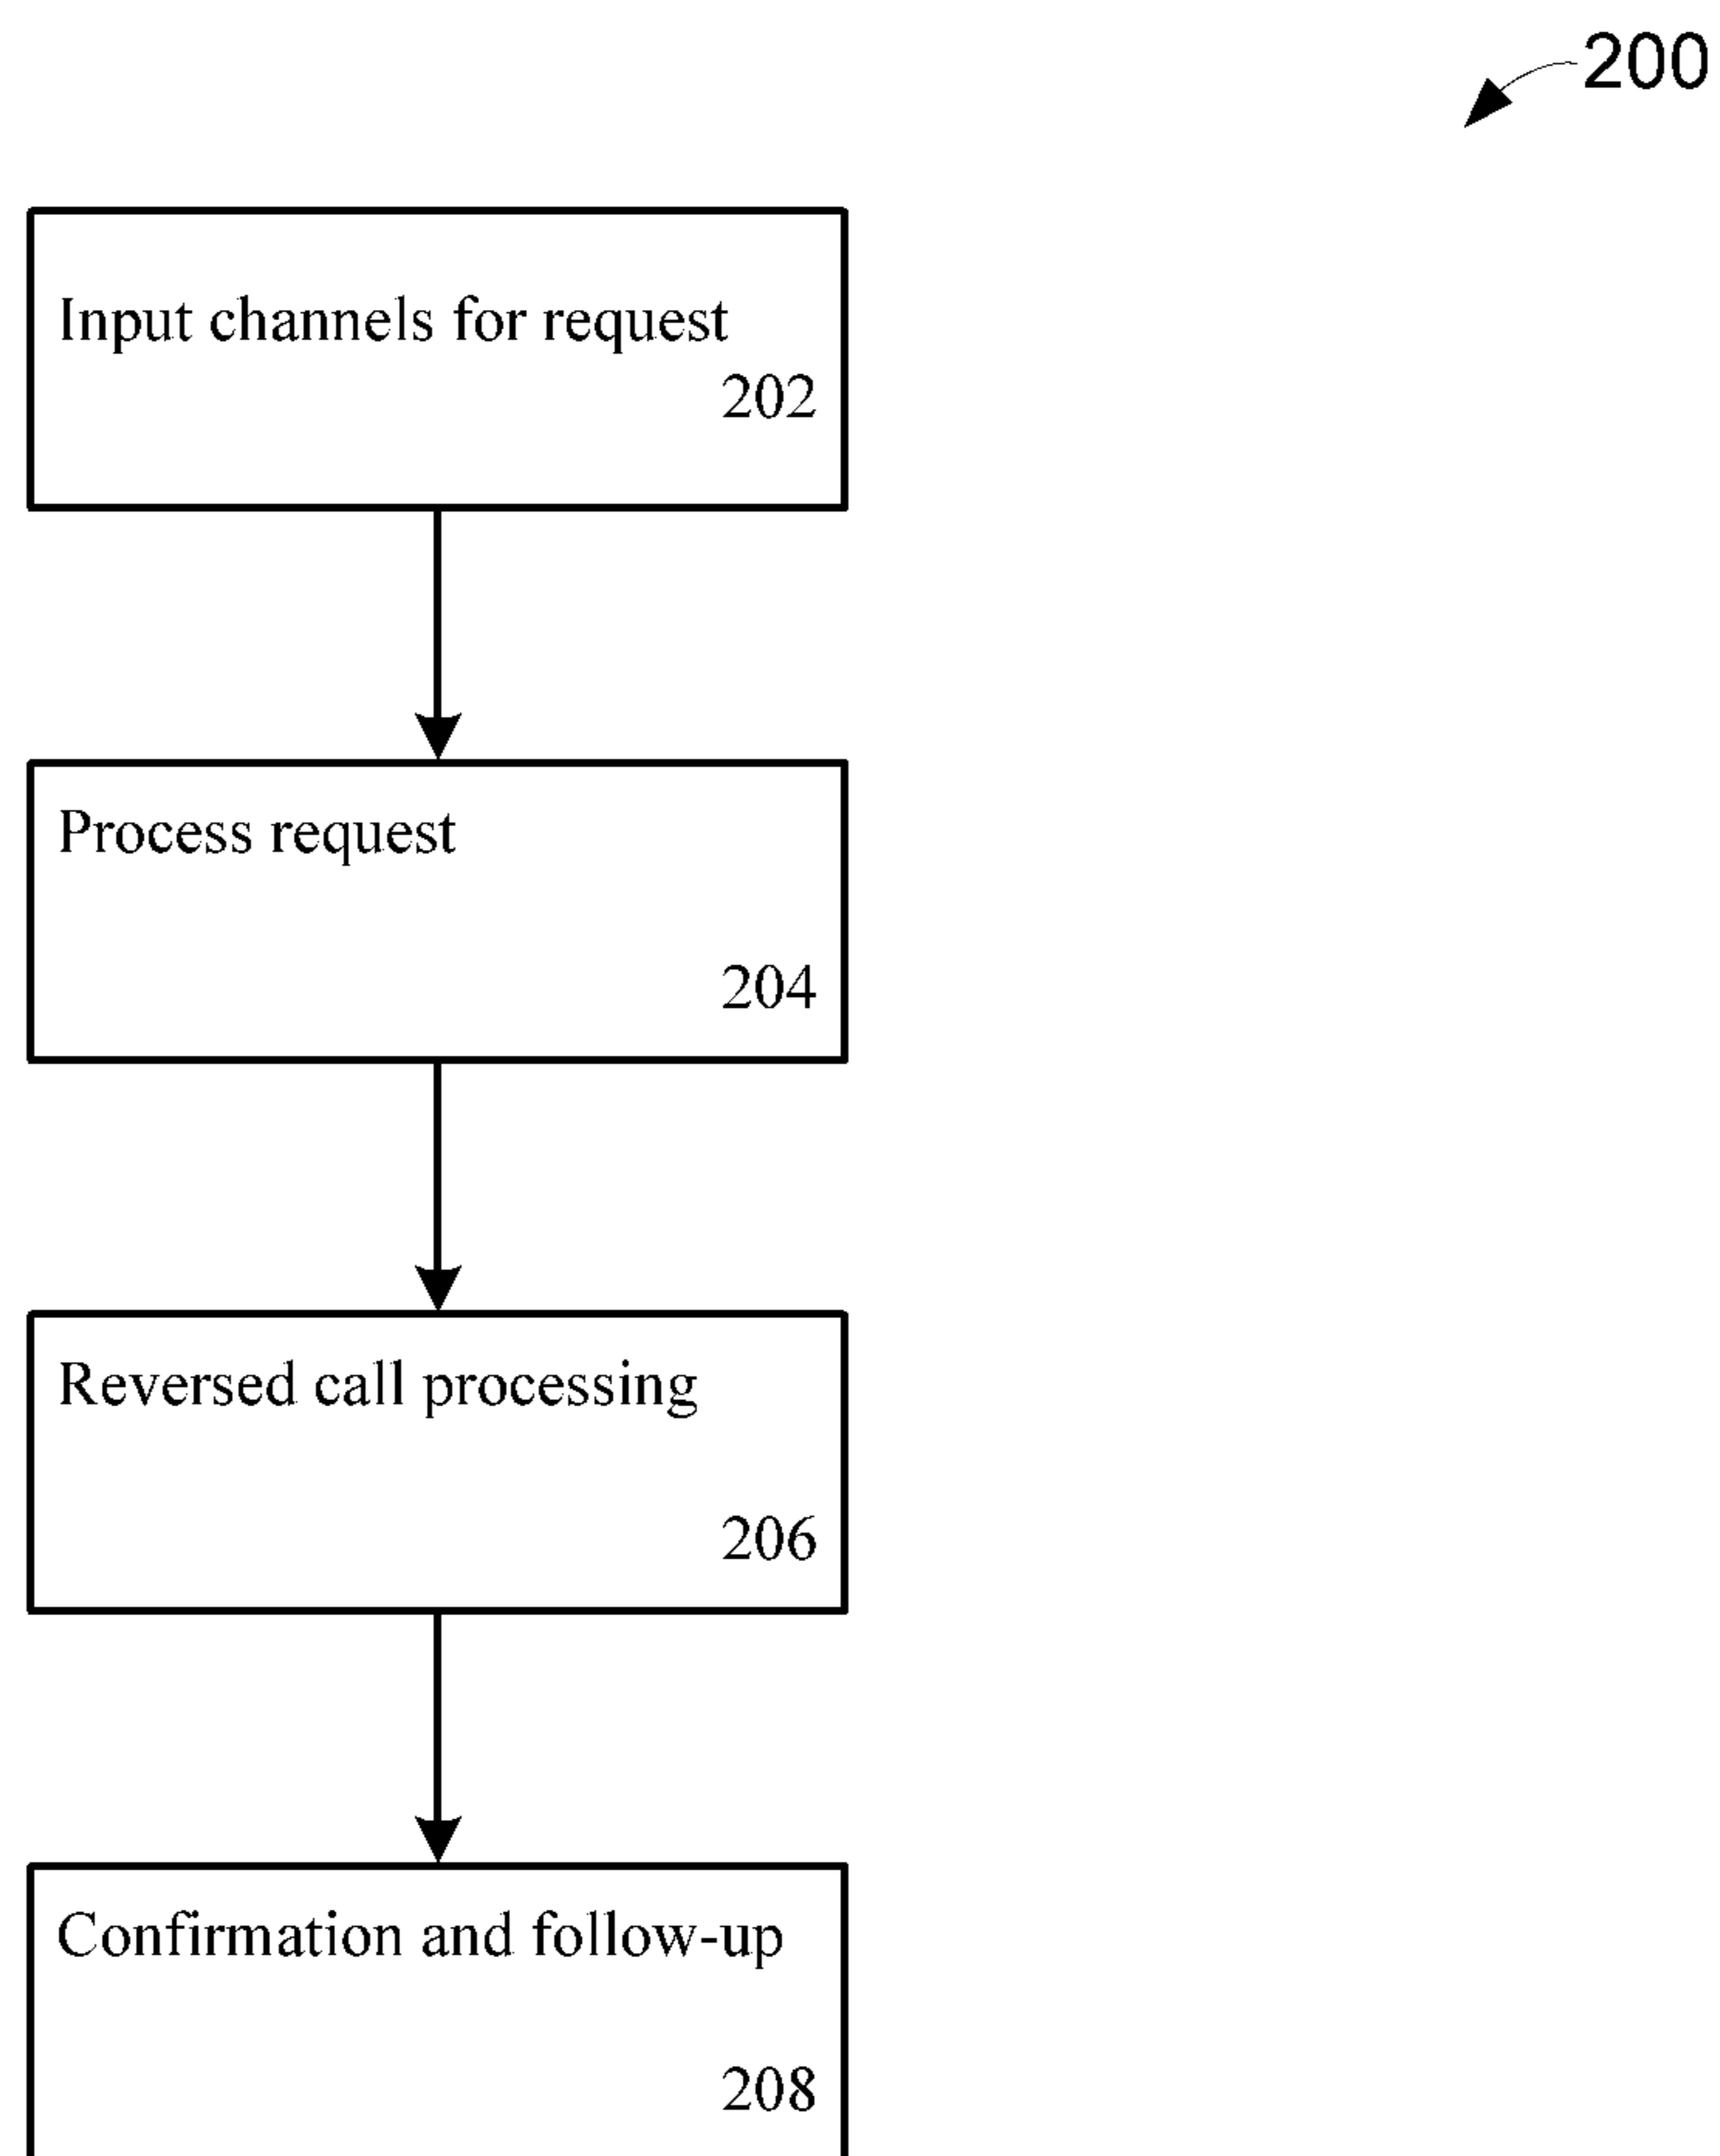 200
Input channels for request
202
Process request
204
Reversed call processing
206
Confirmation and follow-up
208